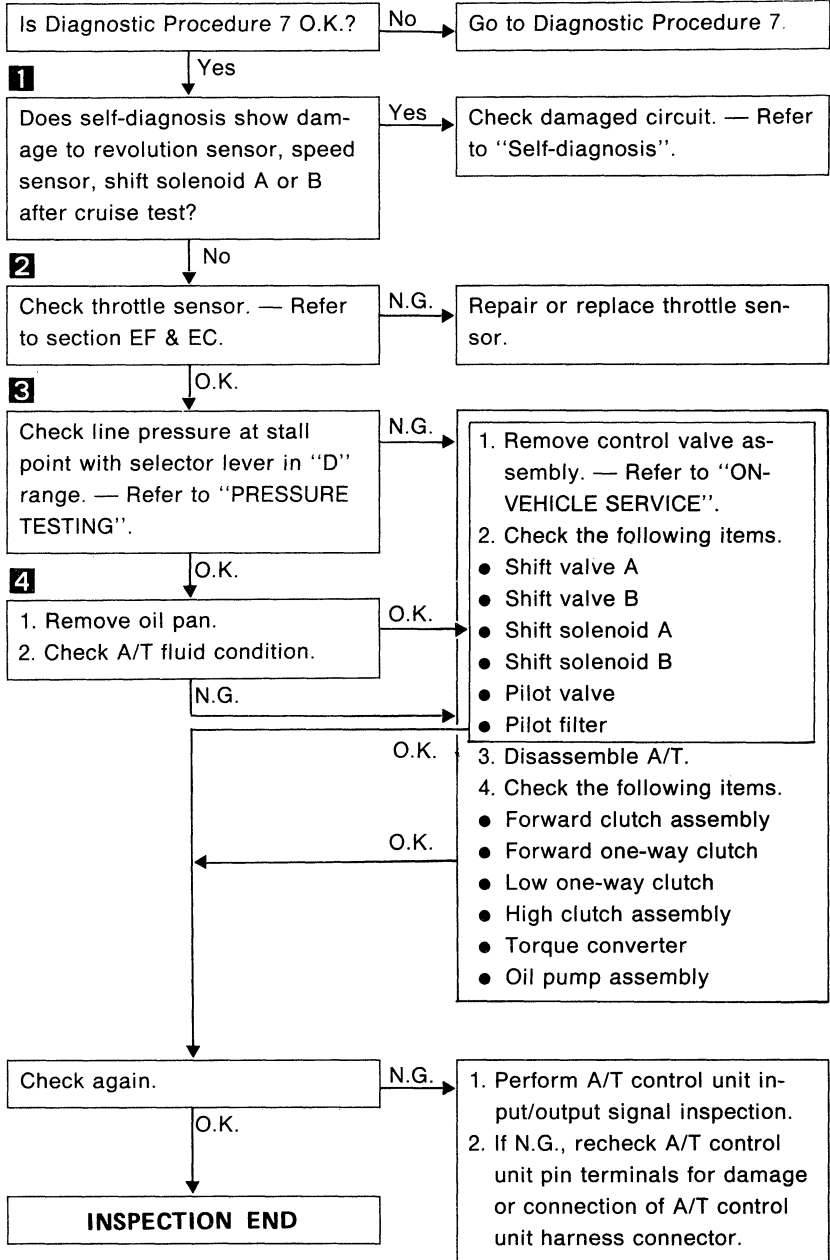 Is Diagnostic Procedure 7 O.K.?
No
Go to Diagnostic Procedure 7.
Yes
1
Does self-diagnosis show dam-
age to revolution sensor, speed
sensor, shift solenoid A or B
after cruise test?
Yes
Check damaged circuit. — Refer
to "Self-diagnosis".
No
2
Check throttle sensor. — Refer
to section EF & EC.
N.G.
Repair or replace throttle sen-
sor.
O.K.
3
Check line pressure at stall
point with selector lever in "D"
range. — Refer to "PRESSURE
TESTING".
N.G.
O.K.
4
1. Remove oil pan.
2. Check A/T fluid condition.
O.K.
N.G.
1. Remove control valve as-
sembly. — Refer to "ON-
VEHICLE SERVICE".
2. Check the following items.
● Shift valve A
● Shift valve B
● Shift solenoid A
● Shift solenoid B
● Pilot valve
● Pilot filter
O.K.
3. Disassemble A/T.
4. Check the following items.
● Forward clutch assembly
● Forward one-way clutch
● Low one-way clutch
● High clutch assembly
● Torque converter
● Oil pump assembly
O.K.
Check again.
N.G.
1. Perform A/T control unit in-
put/output signal inspection.
2. If N.G., recheck A/T control
unit pin terminals for damage
or connection of A/T control
unit harness connector.
O.K.
INSPECTION END